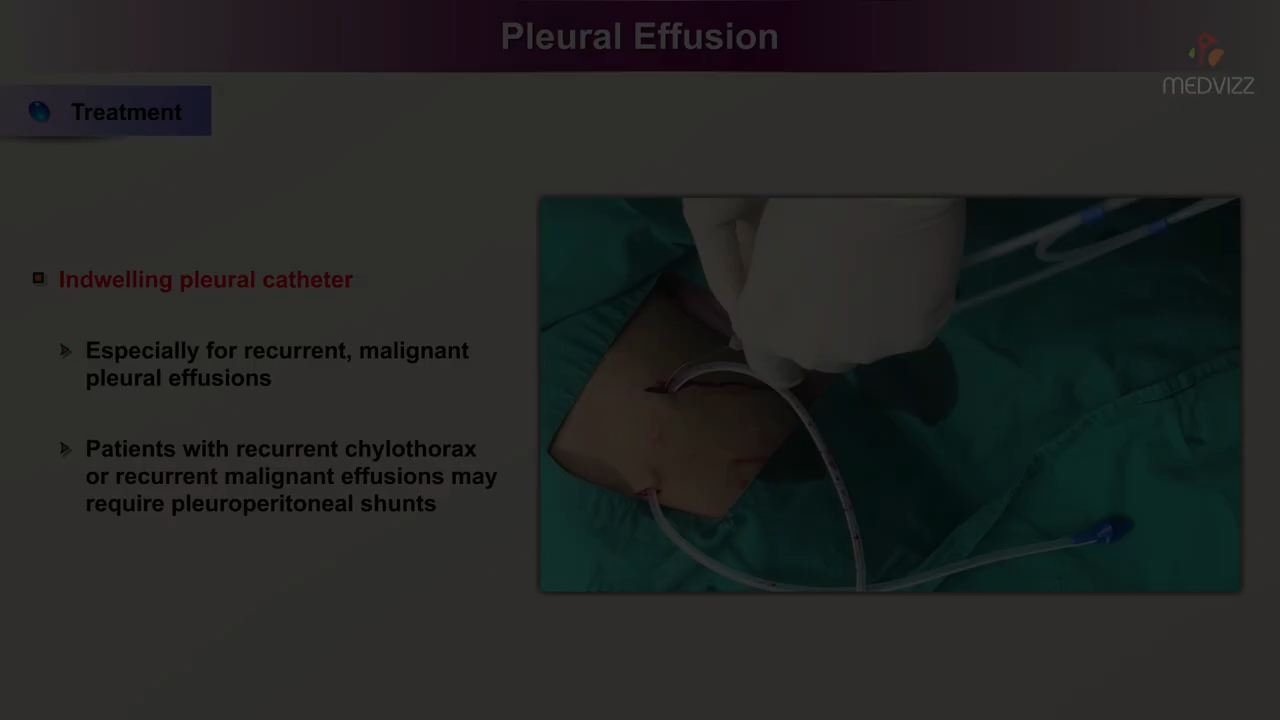 Pleural Effusion
MEDVIZZ
Treatment
Indwelling pleural catheter
Especially for recurrent, malignant
pleural effusions
Patients with recurrent chylothorax
or recurrent malignant effusions may
require pleuroperitoneal shunts